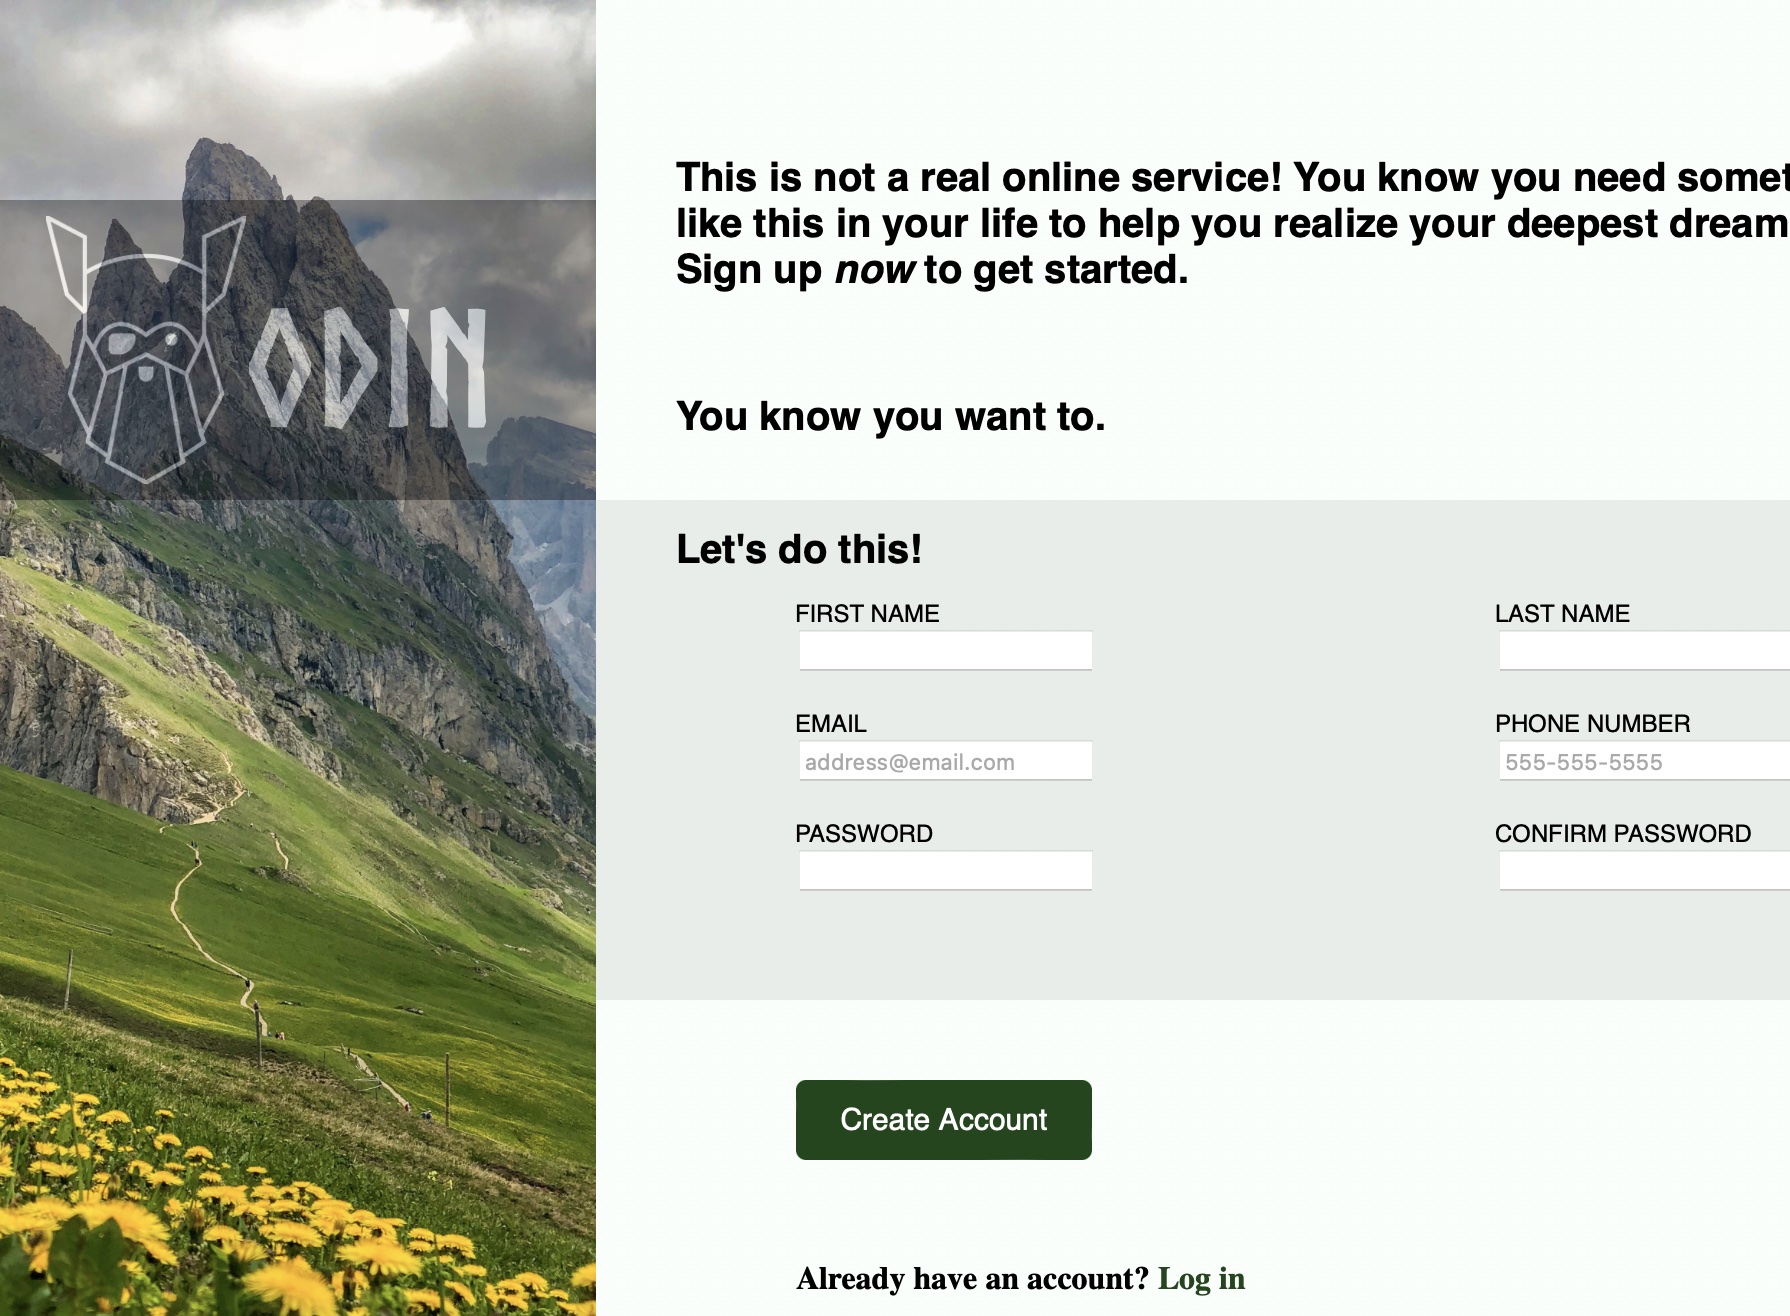 ODIN
This is not a real online service! You know you need somet
like this in your life to help you realize your deepest dream
Sign up now to get started.
You know you want to.
Let's do this!
FIRST NAME
LAST NAME
EMAIL
PHONE NUMBER
address@email.com
555-555-5555
PASSWORD
CONFIRM PASSWORD
Create Account
Already have an account? Log in